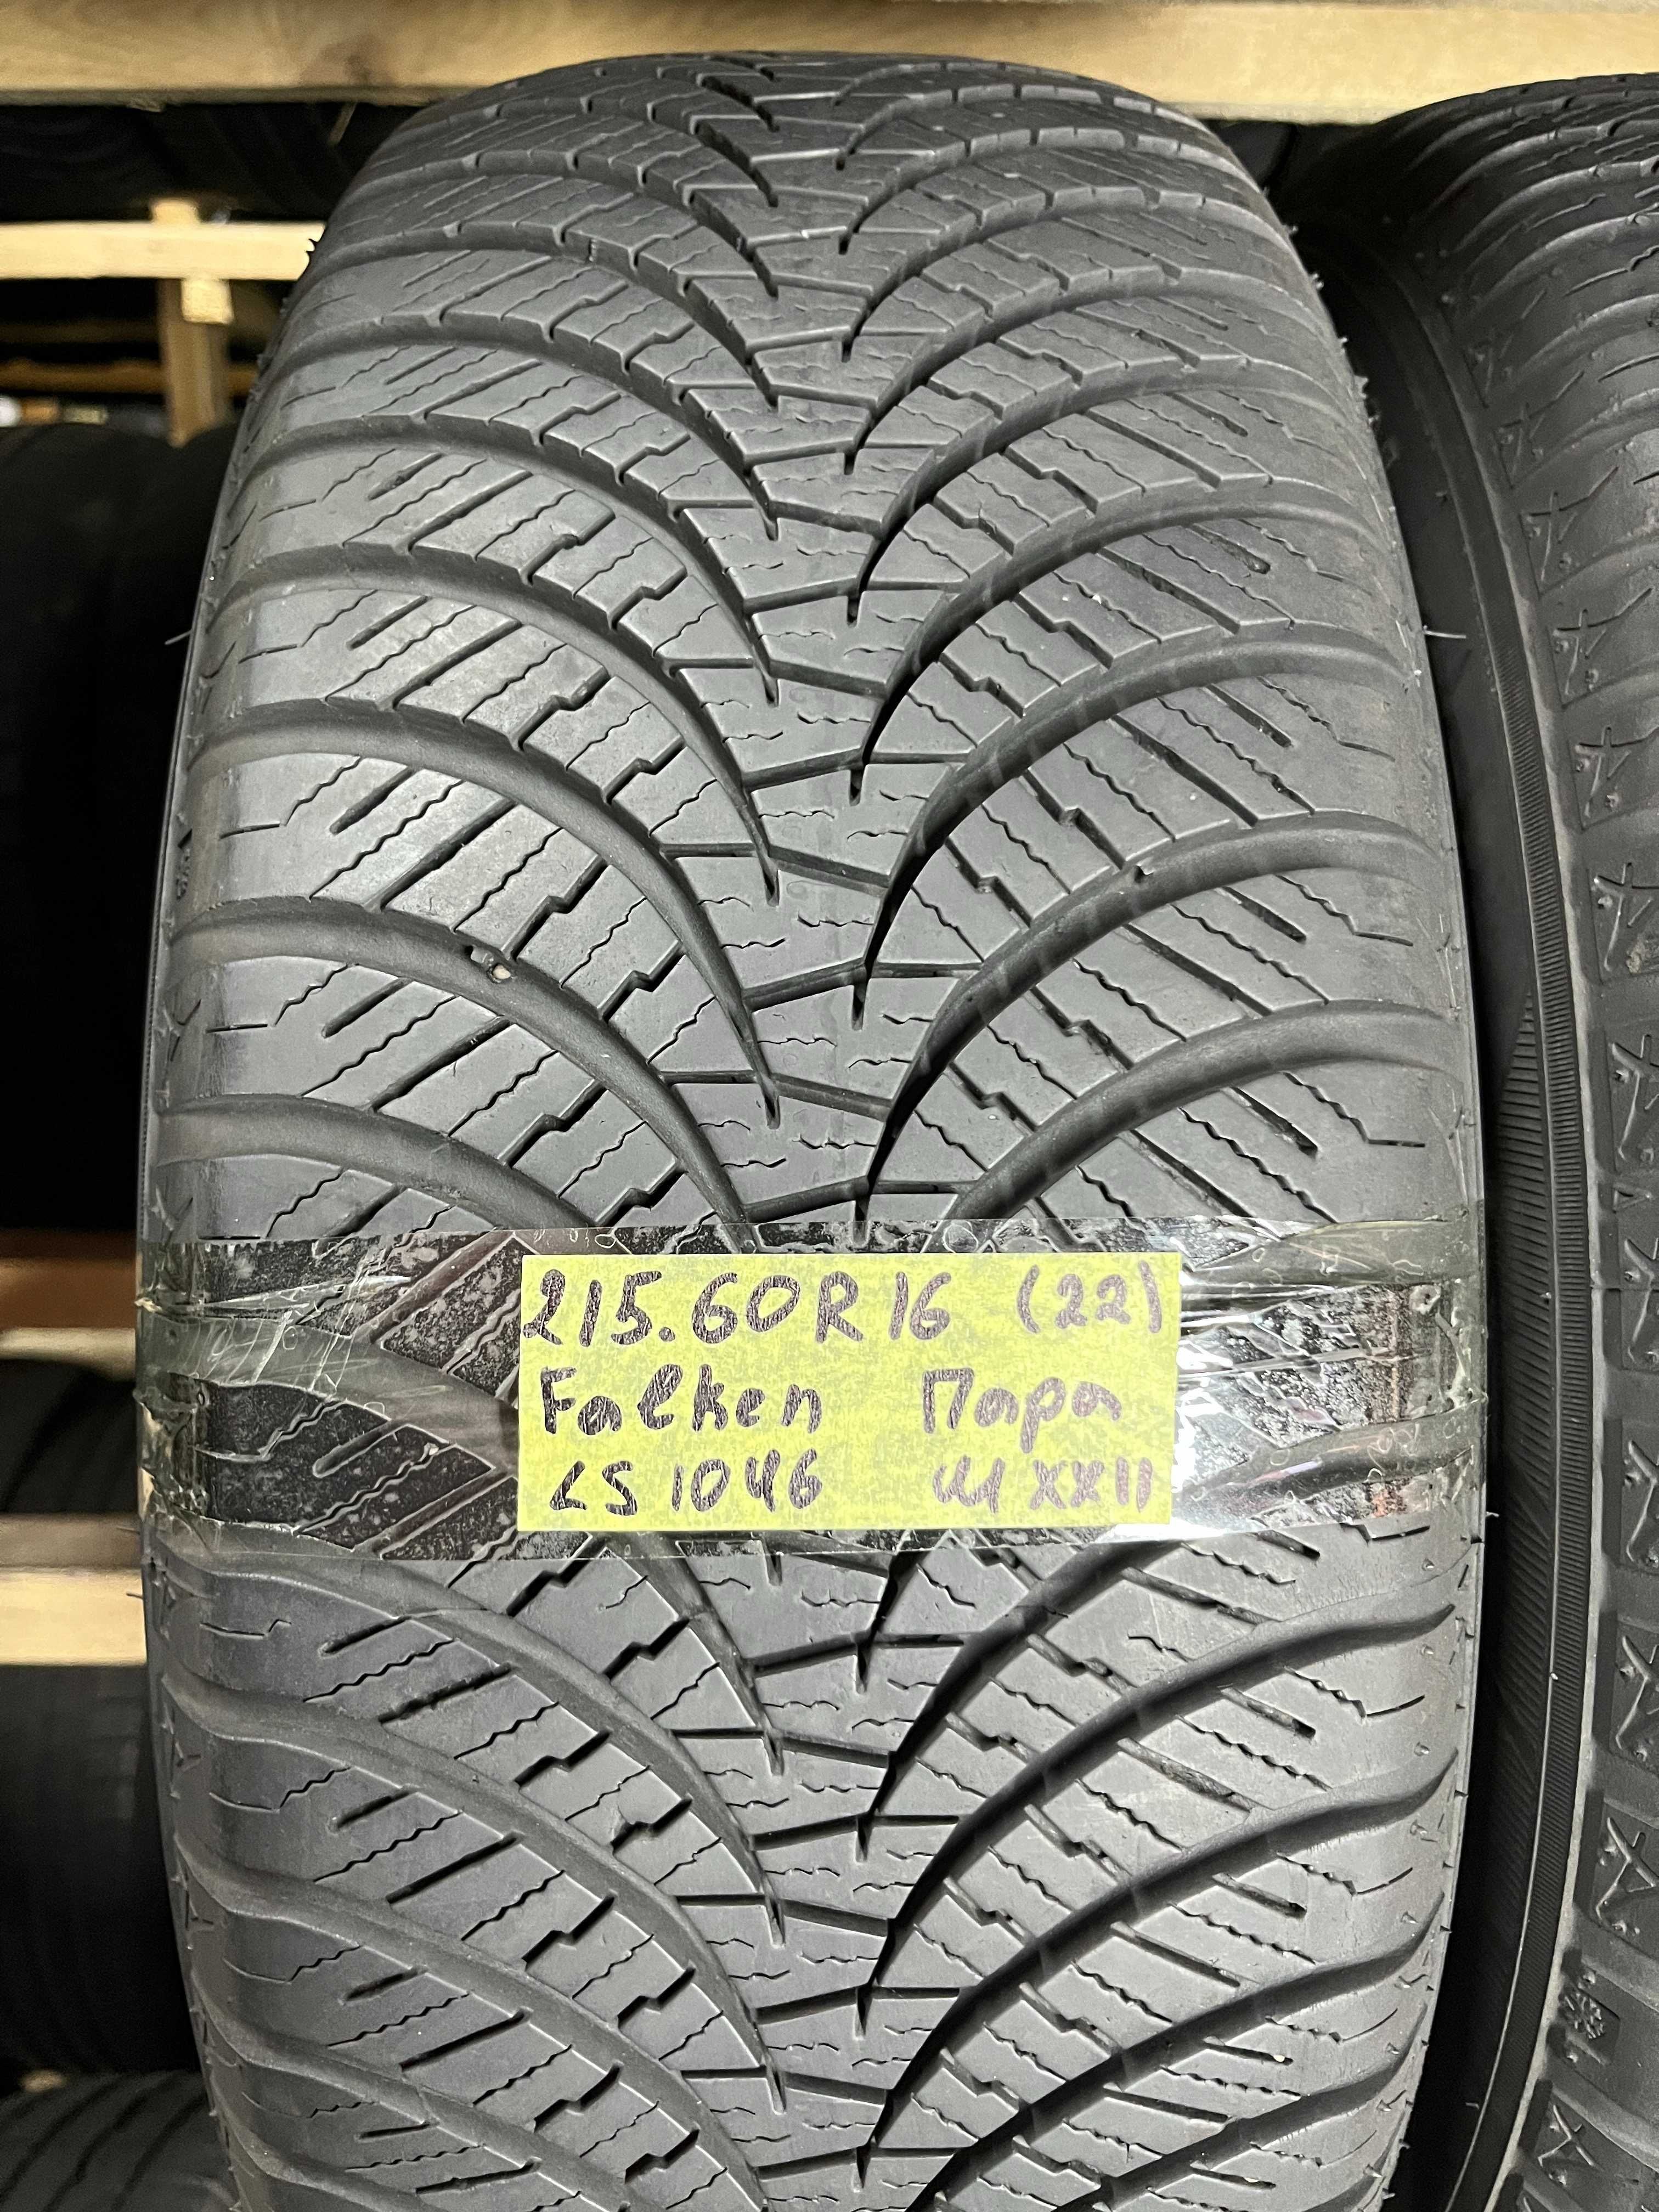 215.60R16 (22)
Falken Пара
LS1046 Ш XXII